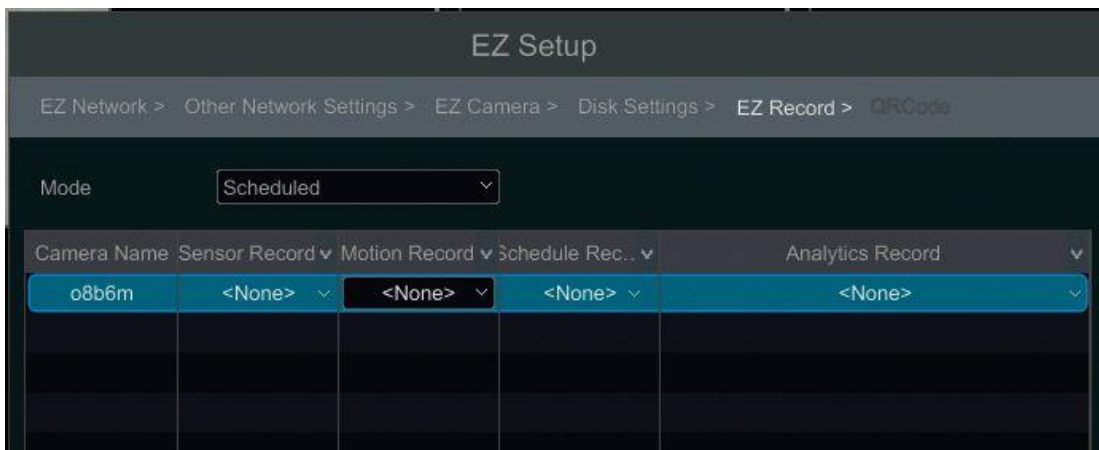 EZ Setup
EZ Network > Other Network Settings > EZ Camera > Disk Settings > EZ Record > QRCode
Mode Scheduled
Camera Name Sensor Record Motion Record Schedule Rec.. Analytics Record
o8b6m <None> <None> <None> <None>